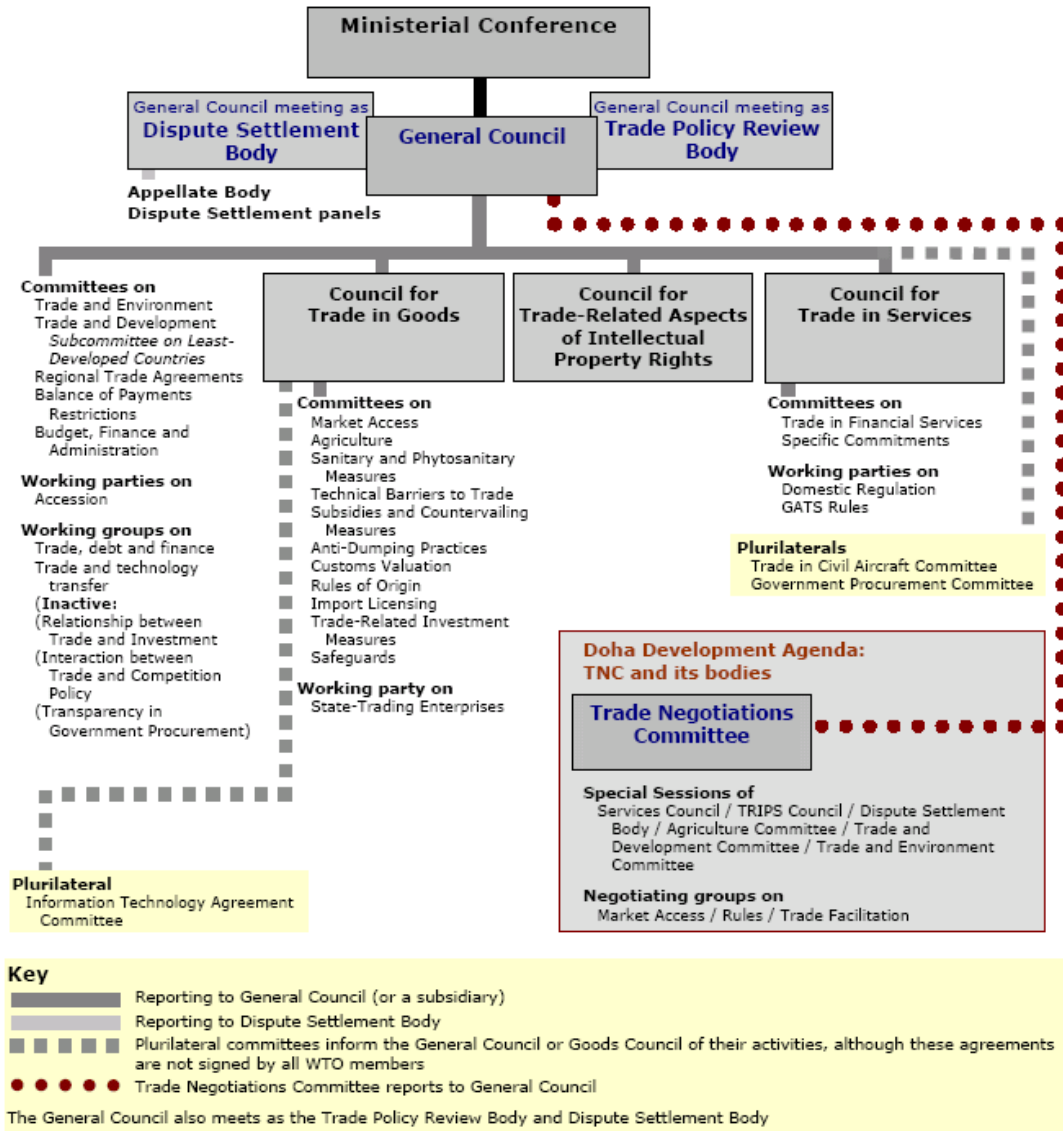 Ministerial Conference
General Council meeting as
Dispute Settlement
Body
General Council
General Council meeting as
Trade Policy Review
Body
Appellate Body
Dispute Settlement panels
Committees on
Trade and Environment
Trade and Development
Subcommittee on Least-
Developed Countries
Regional Trade Agreements
Balance of Payments
Restrictions
Budget, Finance and
Administration
Working parties on
Accession
Working groups on
Trade, debt and finance
Trade and technology
transfer
(Inactive:
(Relationship between
Trade and Investment
(Interaction between
Trade and Competition
Policy
(Transparency in
Government Procurement)
Plurilateral
Information Technology Agreement
Committee
Council for
Trade in Goods
Committees on
Market Access
Agriculture
Sanitary and Phytosanitary
Measures
Technical Barriers to Trade
Subsidies and Countervailing
Measures
Anti-Dumping Practices
Customs Valuation
Rules of Origin
Import Licensing
Trade-Related Investment
Measures
Safeguards
Working party on
State-Trading Enterprises
Council for
Trade-Related Aspects
of Intellectual
Property Rights
Council for
Trade in Services
Committees on
Trade in Financial Services
Specific Commitments
Working parties on
Domestic Regulation
GATS Rules
Plurilaterals
Trade in Civil Aircraft Committee
Government Procurement Committee
Doha Development Agenda:
TNC and its bodies
Trade Negotiations
Committee
Special Sessions of
Services Council / TRIPS Council / Dispute Settlement
Body / Agriculture Committee / Trade and
Development Committee / Trade and Environment
Committee
Negotiating groups on
Market Access / Rules / Trade Facilitation
Key
Reporting to General Council (or a subsidiary)
Reporting to Dispute Settlement Body
Plurilateral committees inform the General Council or Goods Council of their activities, although these agreements
are not signed by all WTO members
Trade Negotiations Committee reports to General Council
The General Council also meets as the Trade Policy Review Body and Dispute Settlement Body